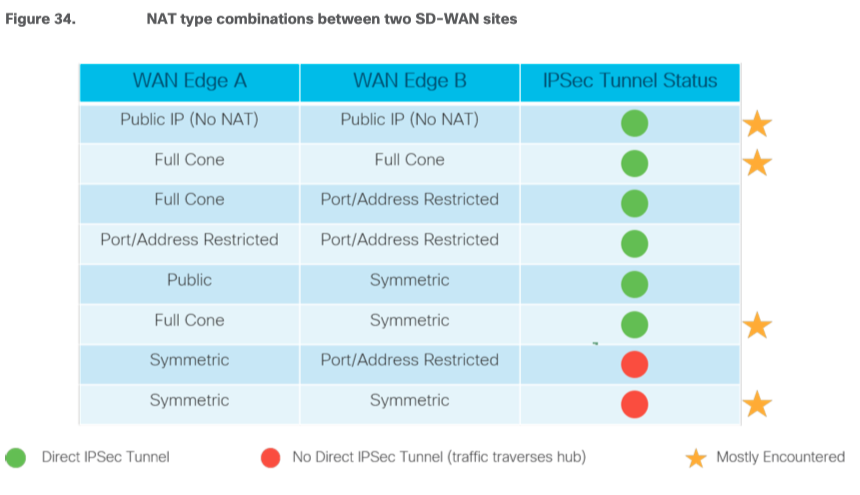 Figure 34. NAT type combinations between two SD-WAN sites
WAN Edge A WAN Edge B IPSec Tunnel Status
Public IP (No NAT) Public IP (No NAT)
Full Cone Full Cone
Full Cone Port/Address Restricted
Port/Address Restricted Port/Address Restricted
Public Symmetric
Full Cone Symmetric
Symmetric Port/Address Restricted
Symmetric Symmetric
Direct IPSec Tunnel No Direct IPSec Tunnel (traffic traverses hub) Mostly Encountered